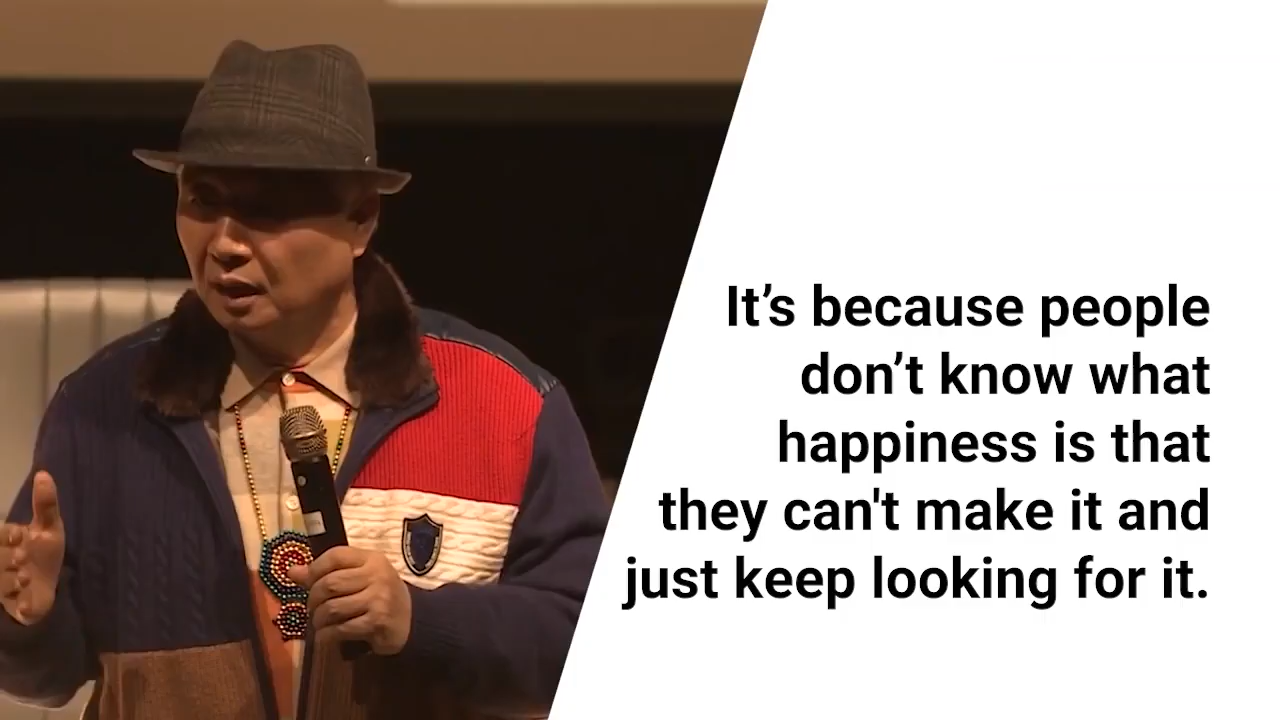 It’s because people
don’t know what
happiness is that
they can't make it and
just keep looking for it.